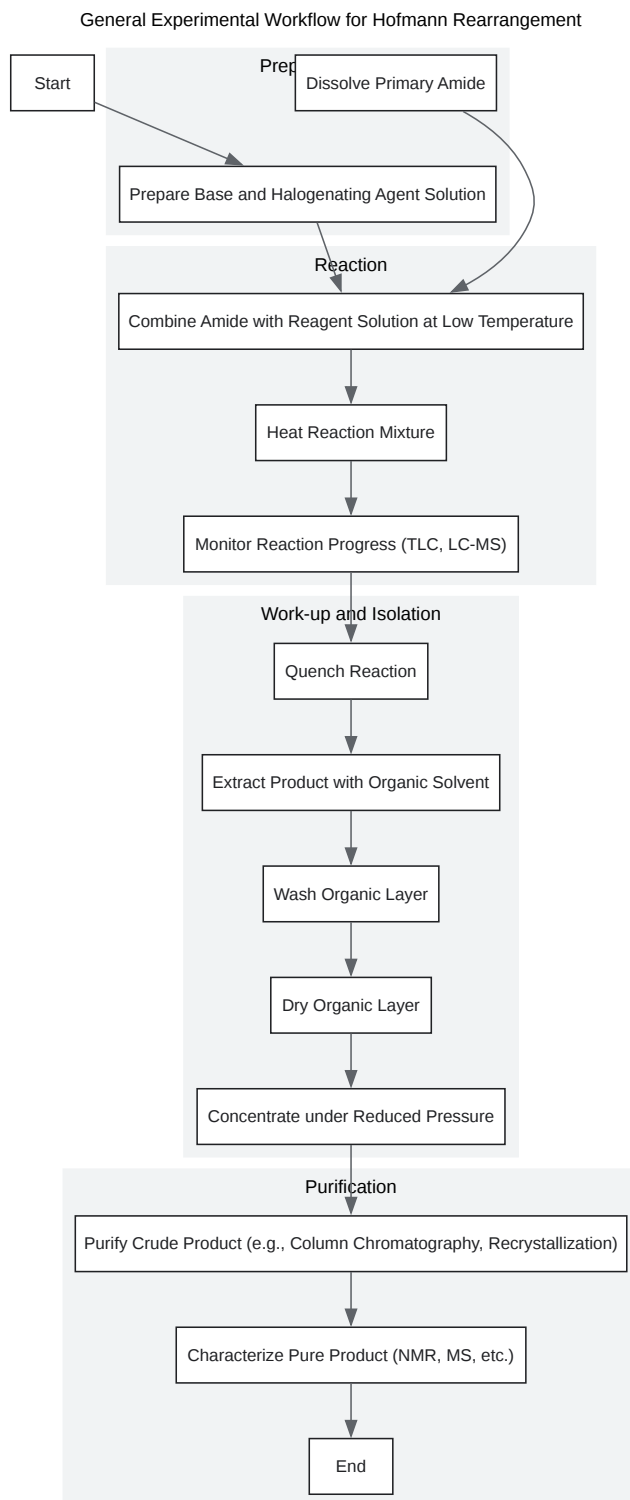 General Experimental Workflow for Hofmann Rearrangement
Start
Prep
Dissolve Primary Amide
Prepare Base and Halogenating Agent Solution
Reaction
Combine Amide with Reagent Solution at Low Temperature
Heat Reaction Mixture
Monitor Reaction Progress (TLC, LC-MS)
Work-up and Isolation
Quench Reaction
Extract Product with Organic Solvent
Wash Organic Layer
Dry Organic Layer
Concentrate under Reduced Pressure
Purification
Purify Crude Product (e.g., Column Chromatography, Recrystallization)
Characterize Pure Product (NMR, MS, etc.)
End